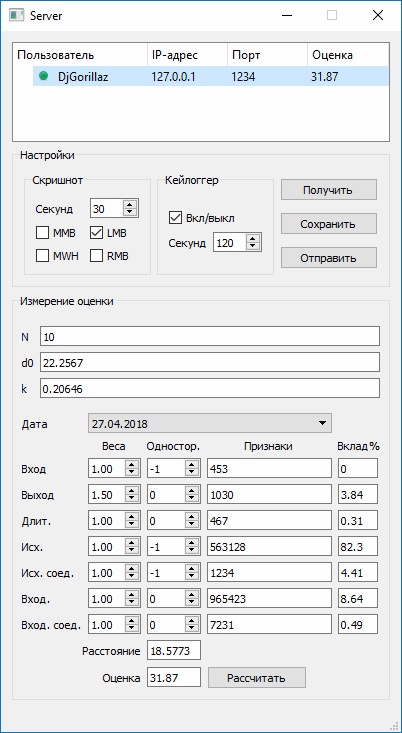 Server
Пользователь IP-адрес Порт Оценка
DjGorillaz 127.0.0.1 1234 31.87
Настройки
Скришнот Кейлоггер
Получить
Секунд 30 Вкл/выкл
Сохранить
MMB LMB Секунд 120
MWH RMB Отправить
Измерение оценки
N 10
d0 22.2567
k 0.20646
Дата 27.04.2018
Веса Одностор. Признаки Вклад%
Вход 1.00 -1 453 0
Выход 1.50 0 1030 3.84
Длит. 1.00 0 467 0.31
Исх. 1.00 -1 563128 82.3
Исх. соед. 1.00 -1 1234 4.41
Вход. 1.00 0 965423 8.64
Вход. соед. 1.00 0 7231 0.49
Расстояние 18.5773
Оценка 31.87 Рассчитать